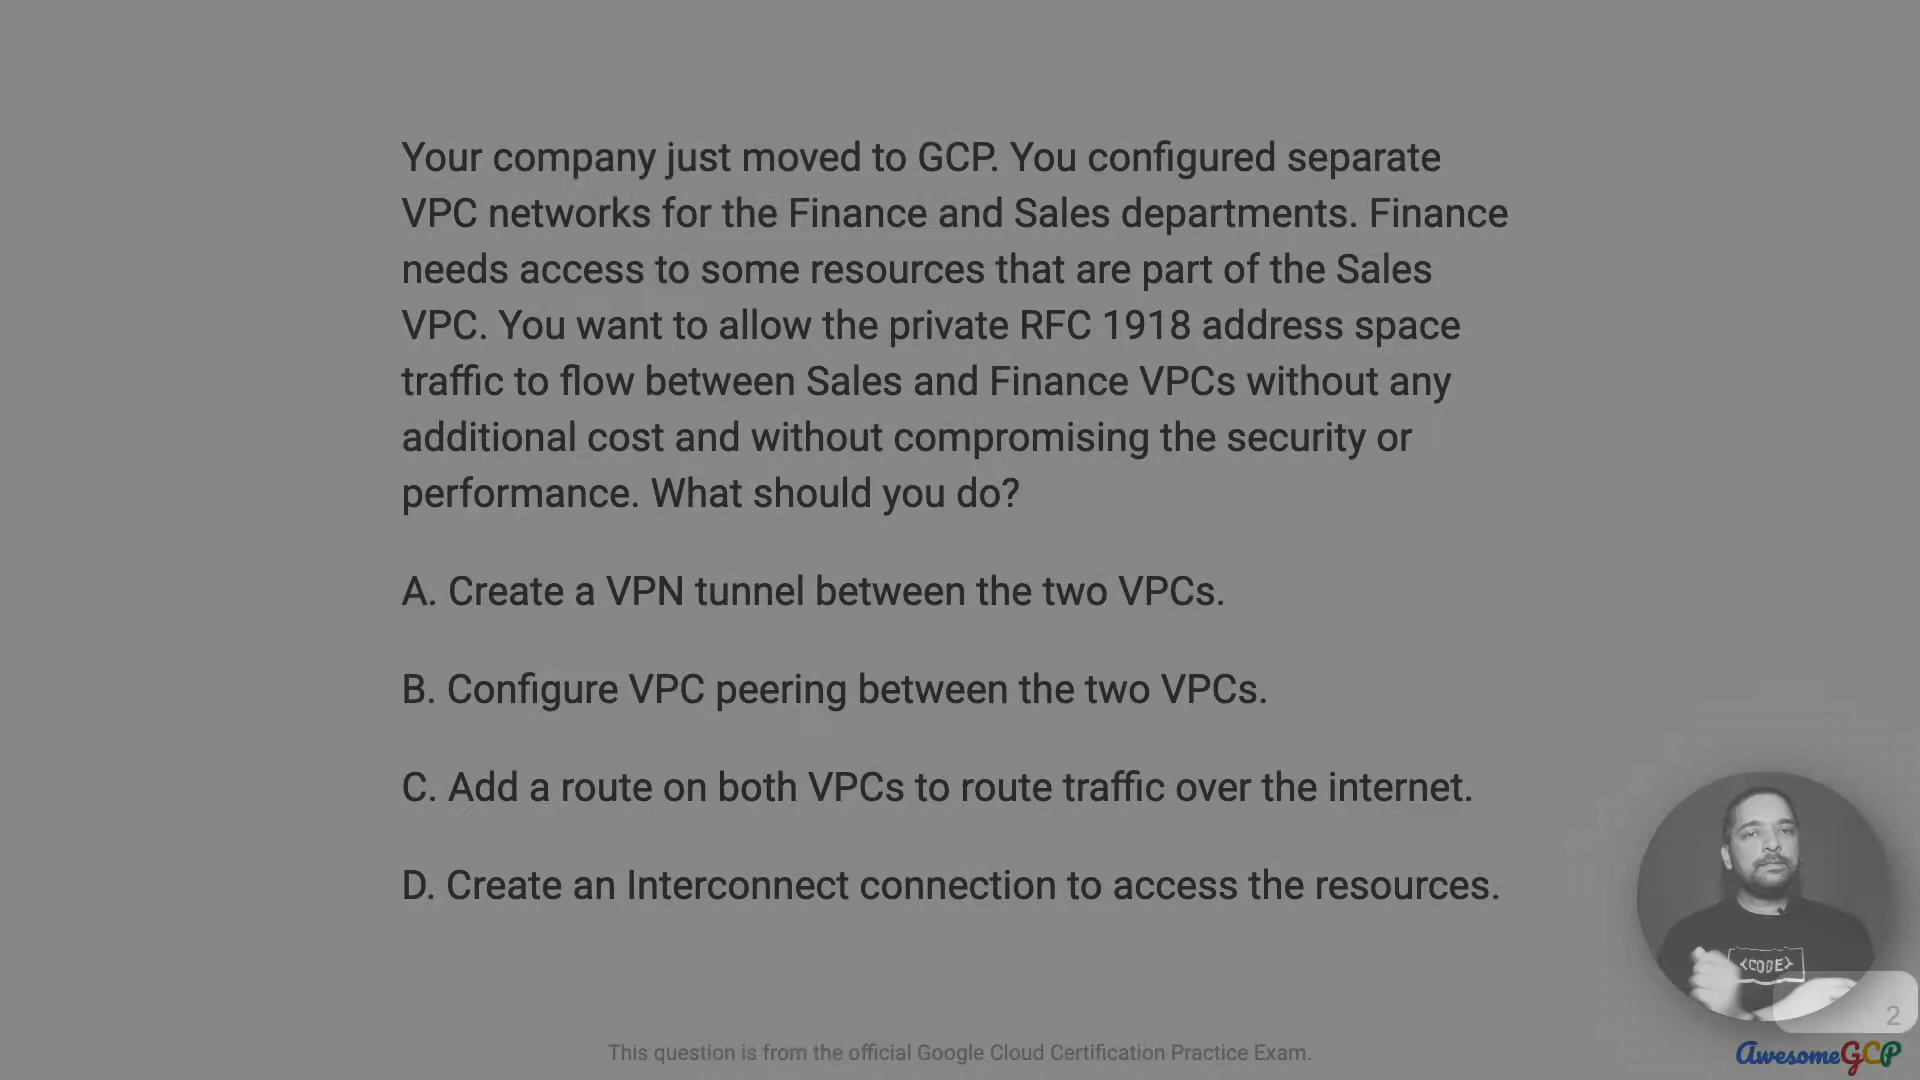 Your company just moved to GCP. You configured separate
VPC networks for the Finance and Sales departments. Finance
needs access to some resources that are part of the Sales
VPC. You want to allow the private RFC 1918 address space
traffic to flow between Sales and Finance VPCs without any
additional cost and without compromising the security or
performance. What should you do?
A. Create a VPN tunnel between the two VPCs.
B. Configure VPC peering between the two VPCs.
C. Add a route on both VPCs to route traffic over the internet.
D. Create an Interconnect connection to access the resources.
<CODE>
2
This question is from the official Google Cloud Certification Practice Exam.
AwesomeGCP